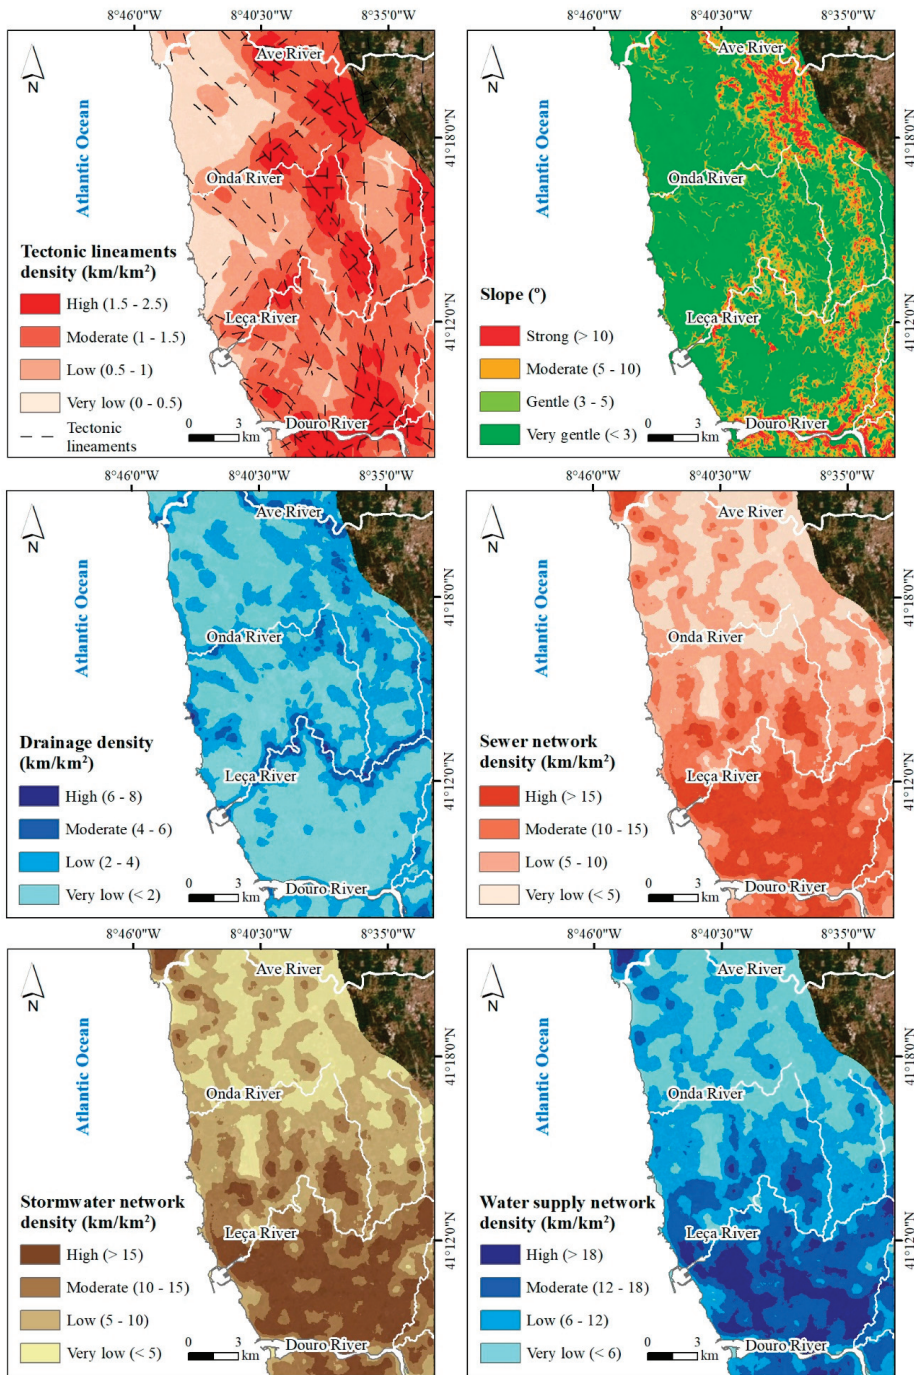 8°46'0"W 8°40'30"W 8°35'0"W 8°46'0"W 8°40'30"W 8°35'0"W
Ave River
N
Atlantic Ocean
41°18'0"N
Onda River
Tectonic lineaments
density (km/km²)
High (1.5 - 2.5)
Moderate (1 - 1.5)
Low (0.5 - 1)
Very low (0 - 0.5)
Tectonic
lineaments
Leça River
41°12'0"N
Douro River
0 3
km
Ave River
N
Atlantic Ocean
41°18'0"N
Onda River
Slope (º)
Strong (> 10)
Moderate (5 - 10)
Gentle (3 - 5)
Very gentle (< 3)
Leça River
41°12'0"N
Douro River
0 3
km
8°46'0"W 8°40'30"W 8°35'0"W 8°46'0"W 8°40'30"W 8°35'0"W
Ave River
N
Atlantic Ocean
41°18'0"N
Onda River
Drainage density
(km/km²)
High (6 - 8)
Moderate (4 - 6)
Low (2 - 4)
Very low (< 2)
Leça River
41°12'0"N
Douro River
0 3
km
Ave River
N
Atlantic Ocean
41°18'0"N
Onda River
Sewer network
density (km/km²)
High (> 15)
Moderate (10 - 15)
Low (5 - 10)
Very low (< 5)
Leça River
41°12'0"N
Douro River
0 3
km
8°46'0"W 8°40'30"W 8°35'0"W 8°46'0"W 8°40'30"W 8°35'0"W
Ave River
N
Atlantic Ocean
41°18'0"N
Onda River
Stormwater network
density (km/km²)
High (> 15)
Moderate (10 - 15)
Low (5 - 10)
Very low (< 5)
Leça River
41°12'0"N
Douro River
0 3
km
Ave River
N
Atlantic Ocean
41°18'0"N
Onda River
Water supply network
density (km/km²)
High (> 18)
Moderate (12 - 18)
Low (6 - 12)
Very low (< 6)
Leça River
41°12'0"N
Douro River
0 3
km